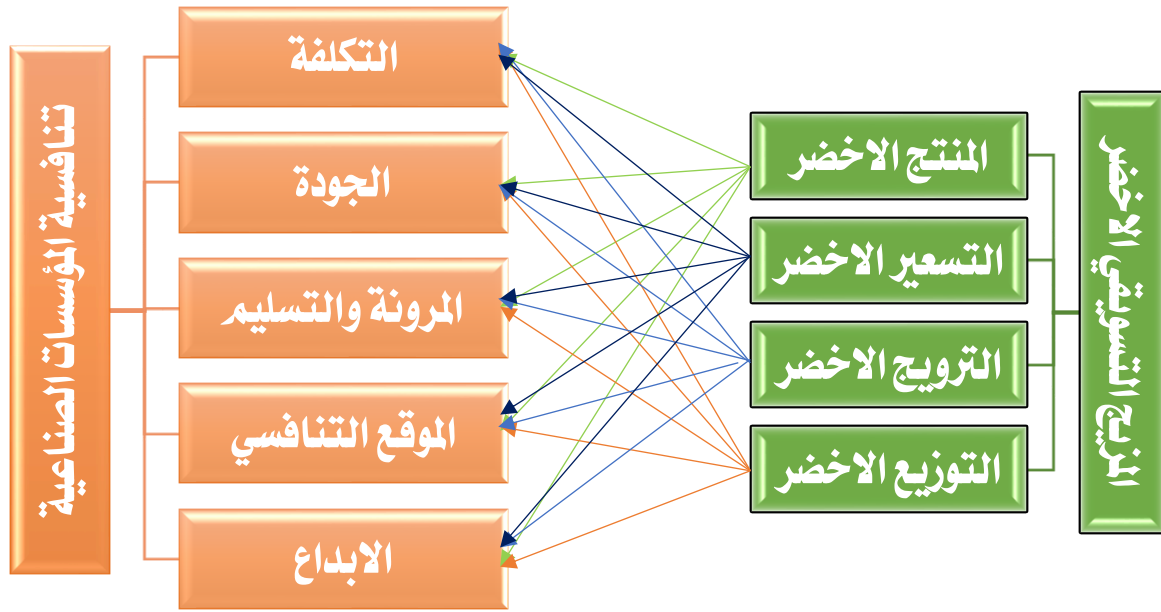 المزيج التسويقي الاخضر
المنتج الاخضر
التسعير الاخضر
الترويج الاخضر
التوزيع الاخضر
التكلفة
الجودة
المرونة والتسليم
الموقع التنافسي
الابداع
تنافسية المؤسسات الصناعية